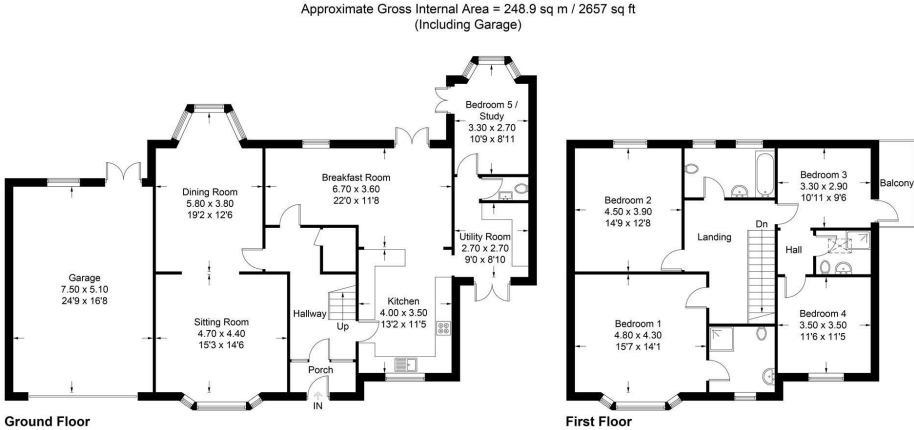 Approximate Gross Internal Area = 248.9 sq m / 2657 sq ft
(Including Garage)
Bedroom 5 /
Study
3.30 x 2.70
10'9 x 8'11
Breakfast Room
6.70 x 3.60
22'0 x 11'8
Dining Room
5.80 x 3.80
19'2 x 12'6
Utility Room
2.70 x 2.70
9'0 x 8'10
Garage
7.50 x 5.10
24'9 x 16'8
Sitting Room
4.70 x 4.40
15'3 x 14'6
Hallway
Up
Kitchen
4.00 x 3.50
13'2 x 11'5
Porch
IN
Ground Floor
Bedroom 2
4.50 x 3.90
14'9 x 12'8
Bedroom 3
3.30 x 2.90
10'11 x 9'6
Balcony
Dn
Landing
Hall
Bedroom 1
4.80 x 4.30
15'7 x 14'1
Bedroom 4
3.50 x 3.50
11'6 x 11'5
First Floor